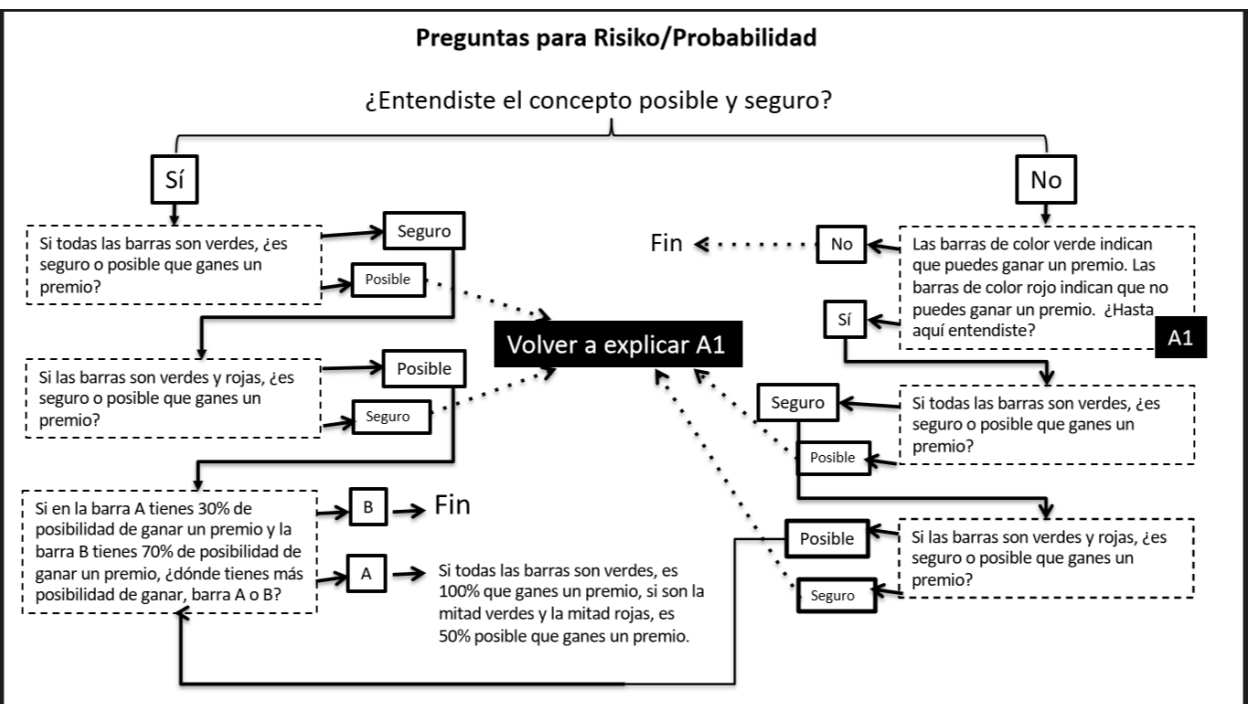 Preguntas para Risiko/Probabilidad
¿Entendiste el concepto posible y seguro?
Sí
Si todas las barras son verdes, ¿es
seguro o posible que ganes un
premio?
Seguro
Posible
Si las barras son verdes y rojas, ¿es
seguro o posible que ganes un
premio?
Posible
Seguro
Si en la barra A tienes 30% de
posibilidad de ganar un premio y la
barra B tienes 70% de posibilidad de
ganar un premio, ¿dónde tienes más
posibilidad de ganar, barra A o B?
B
Fin
A
Si todas las barras son verdes, es
100% que ganes un premio, si son la
mitad verdes y la mitad rojas, es
50% posible que ganes un premio.
Volver a explicar A1
No
Las barras de color verde indican
que puedes ganar un premio. Las
barras de color rojo indican que no
puedes ganar un premio. ¿Hasta
aquí entendiste?
A1
No
Fin
Sí
Si todas las barras son verdes, ¿es
seguro o posible que ganes un
premio?
Seguro
Posible
Si las barras son verdes y rojas, ¿es
seguro o posible que ganes un
premio?
Posible
Seguro